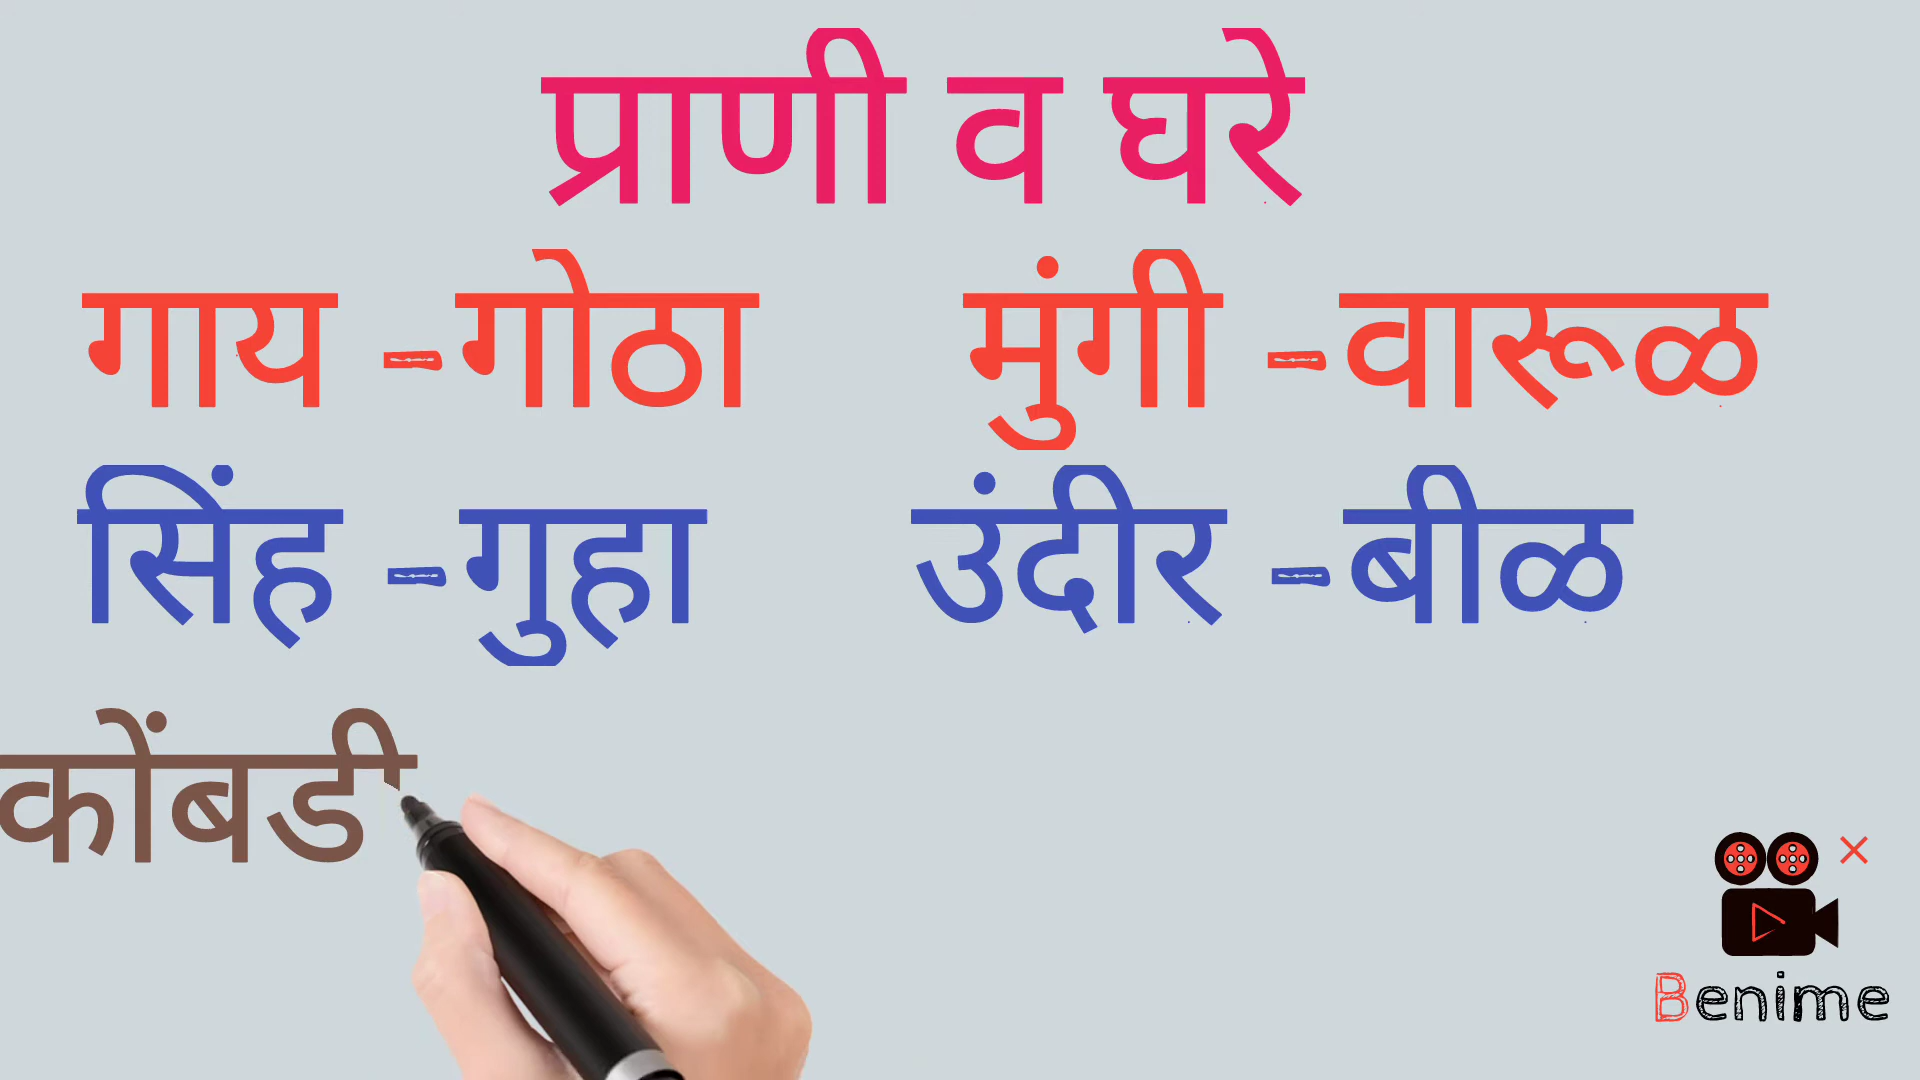 प्राणी व घरे
गाय -गोठा मुंगी -वारूळ
सिंह -गुहा उंदीर -बीळ
कोंबडी
Benime